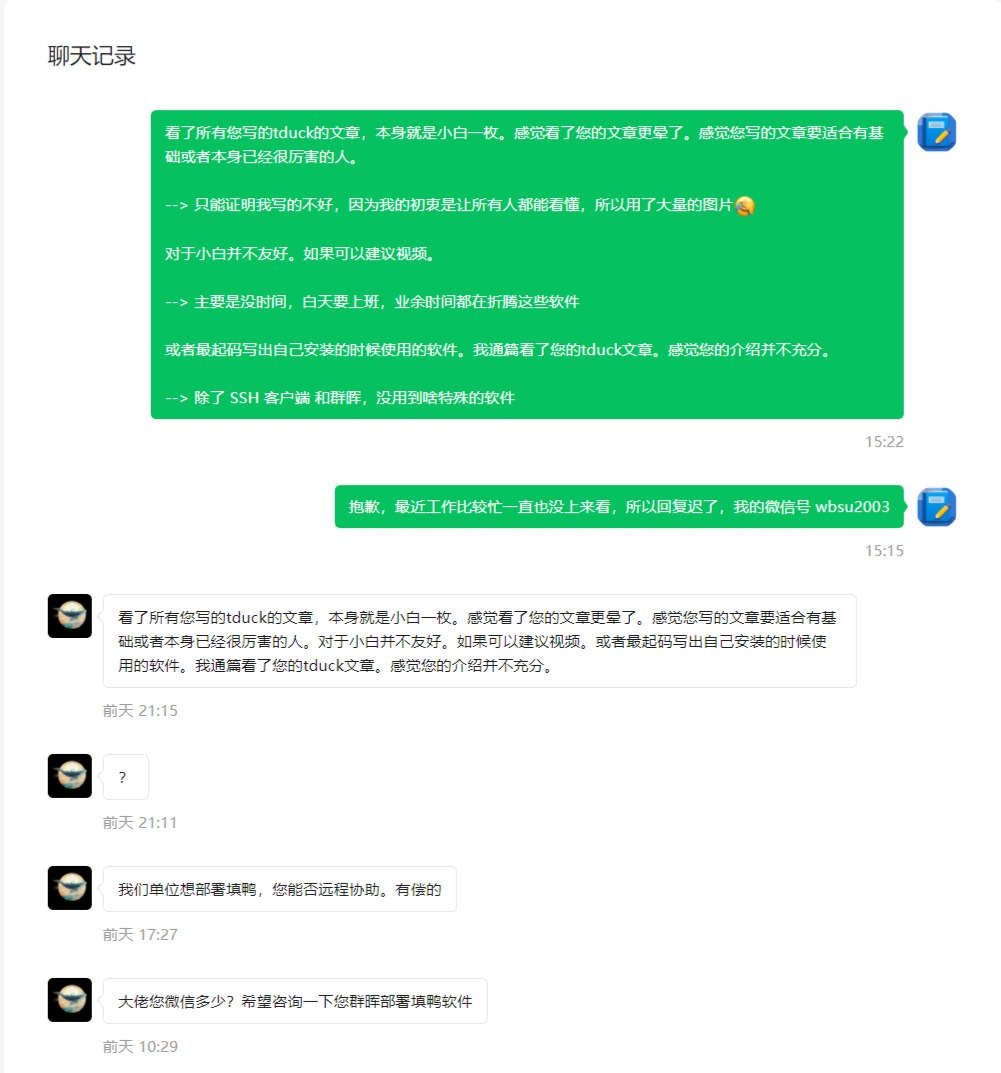 聊天记录
看了所有您写的tduck的文章，本身就是小白一枚。感觉看了您的文章更晕了。感觉您写的文章要适合有基
础或者本身已经很厉害的人。
--> 只能证明我写的不好，因为我的初衷是让所有人都能看懂，所以用了大量的图片
对于小白并不友好。如果可以建议视频。
--> 主要是没时间，白天要上班，业余时间都在折腾这些软件
或者最起码写出自己安装的时候使用的软件。我通篇看了您的tduck文章。感觉您的介绍并不充分。
--> 除了 SSH 客户端 和群晖，没用到啥特殊的软件
15:22
抱歉，最近工作比较忙一直也没上来看，所以回复迟了，我的微信号 wbsu2003
15:15
看了所有您写的tduck的文章，本身就是小白一枚。感觉看了您的文章更晕了。感觉您写的文章要适合有基
础或者本身已经很厉害的人。对于小白并不友好。如果可以建议视频。或者最起码写出自己安装的时候使
用的软件。我通篇看了您的tduck文章。感觉您的介绍并不充分。
前天 21:15
？
前天 21:11
我们单位想部署填鸭，您能否远程协助。有偿的
前天 17:27
大佬您微信多少？希望咨询一下您群晖部署填鸭软件
前天 10:29